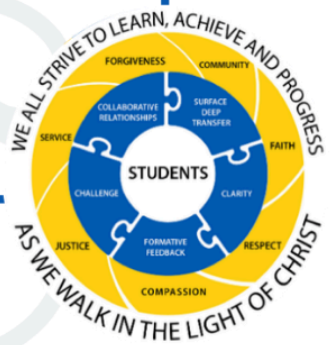 WE ALL STRIVE TO LEARN, ACHIEVE AND PROGRESS
FORGIVENESS
COMMUNITY
COLLABORATIVE
RELATIONSHIPS
SURFACE
DEEP
TRANSFER
SERVICE
FAITH
STUDENTS
CHALLENGE
CLARITY
FORMATIVE
FEEDBACK
JUSTICE
RESPECT
COMPASSION
AS WE WALK IN THE LIGHT OF CHRIST